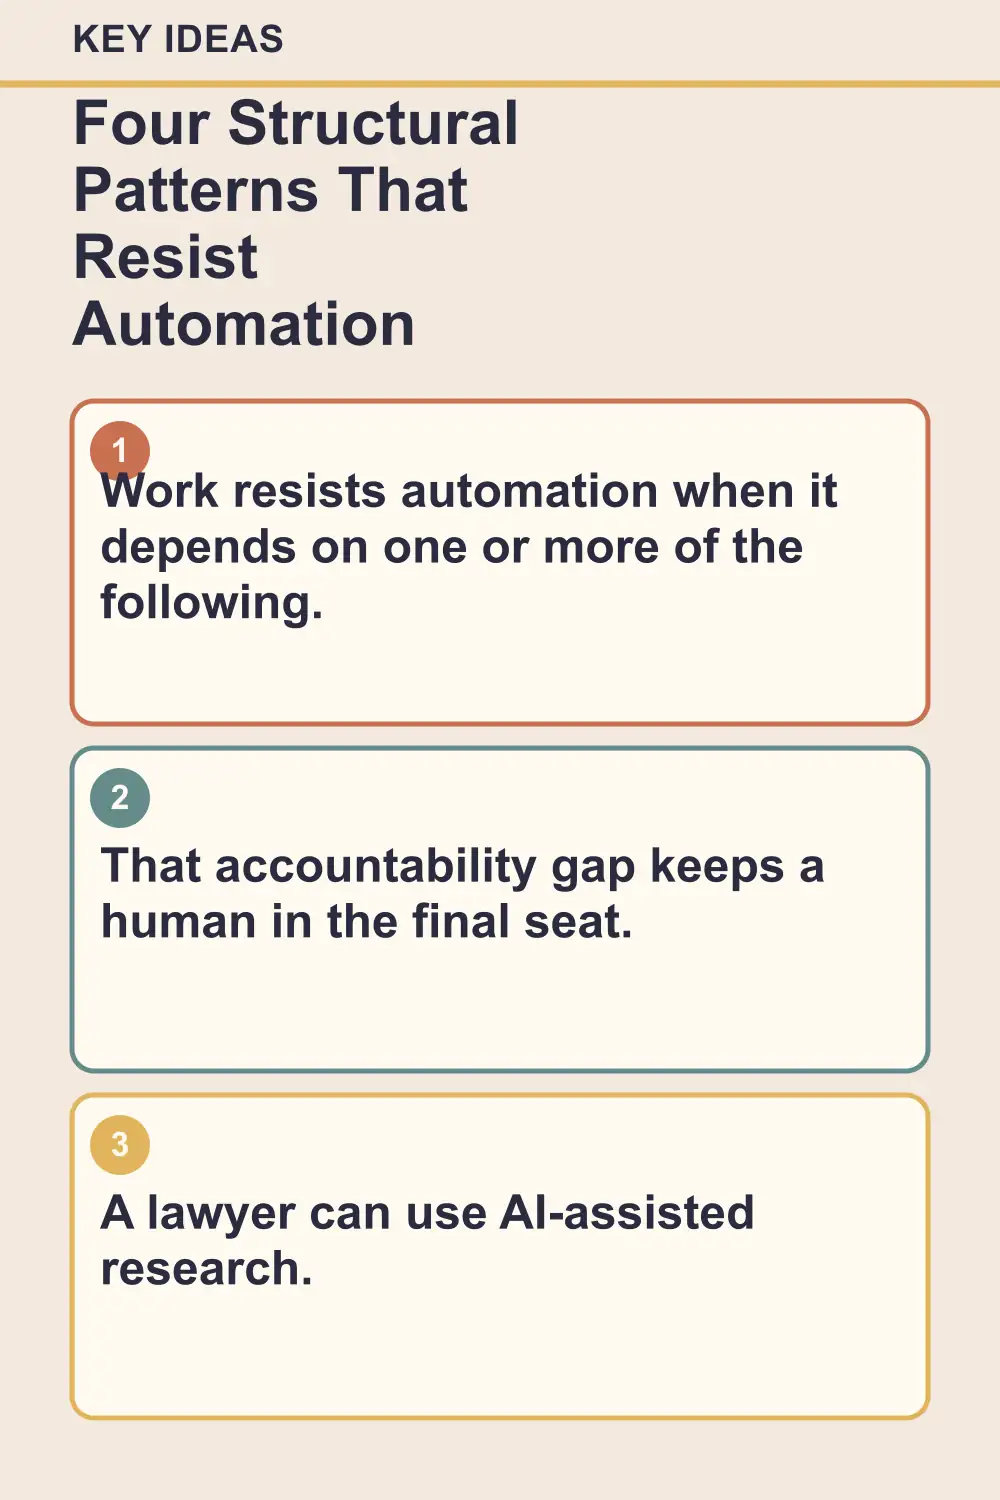 KEY IDEAS
Four Structural
Patterns That
Resist
Automation
1
Work resists automation when it
depends on one or more of the
following.
2
That accountability gap keeps a
human in the final seat.
3
A lawyer can use AI-assisted
research.